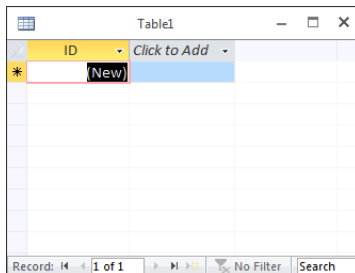 Table1
ID Click to Add
(New)
Record: 1 of 1 No Filter Search